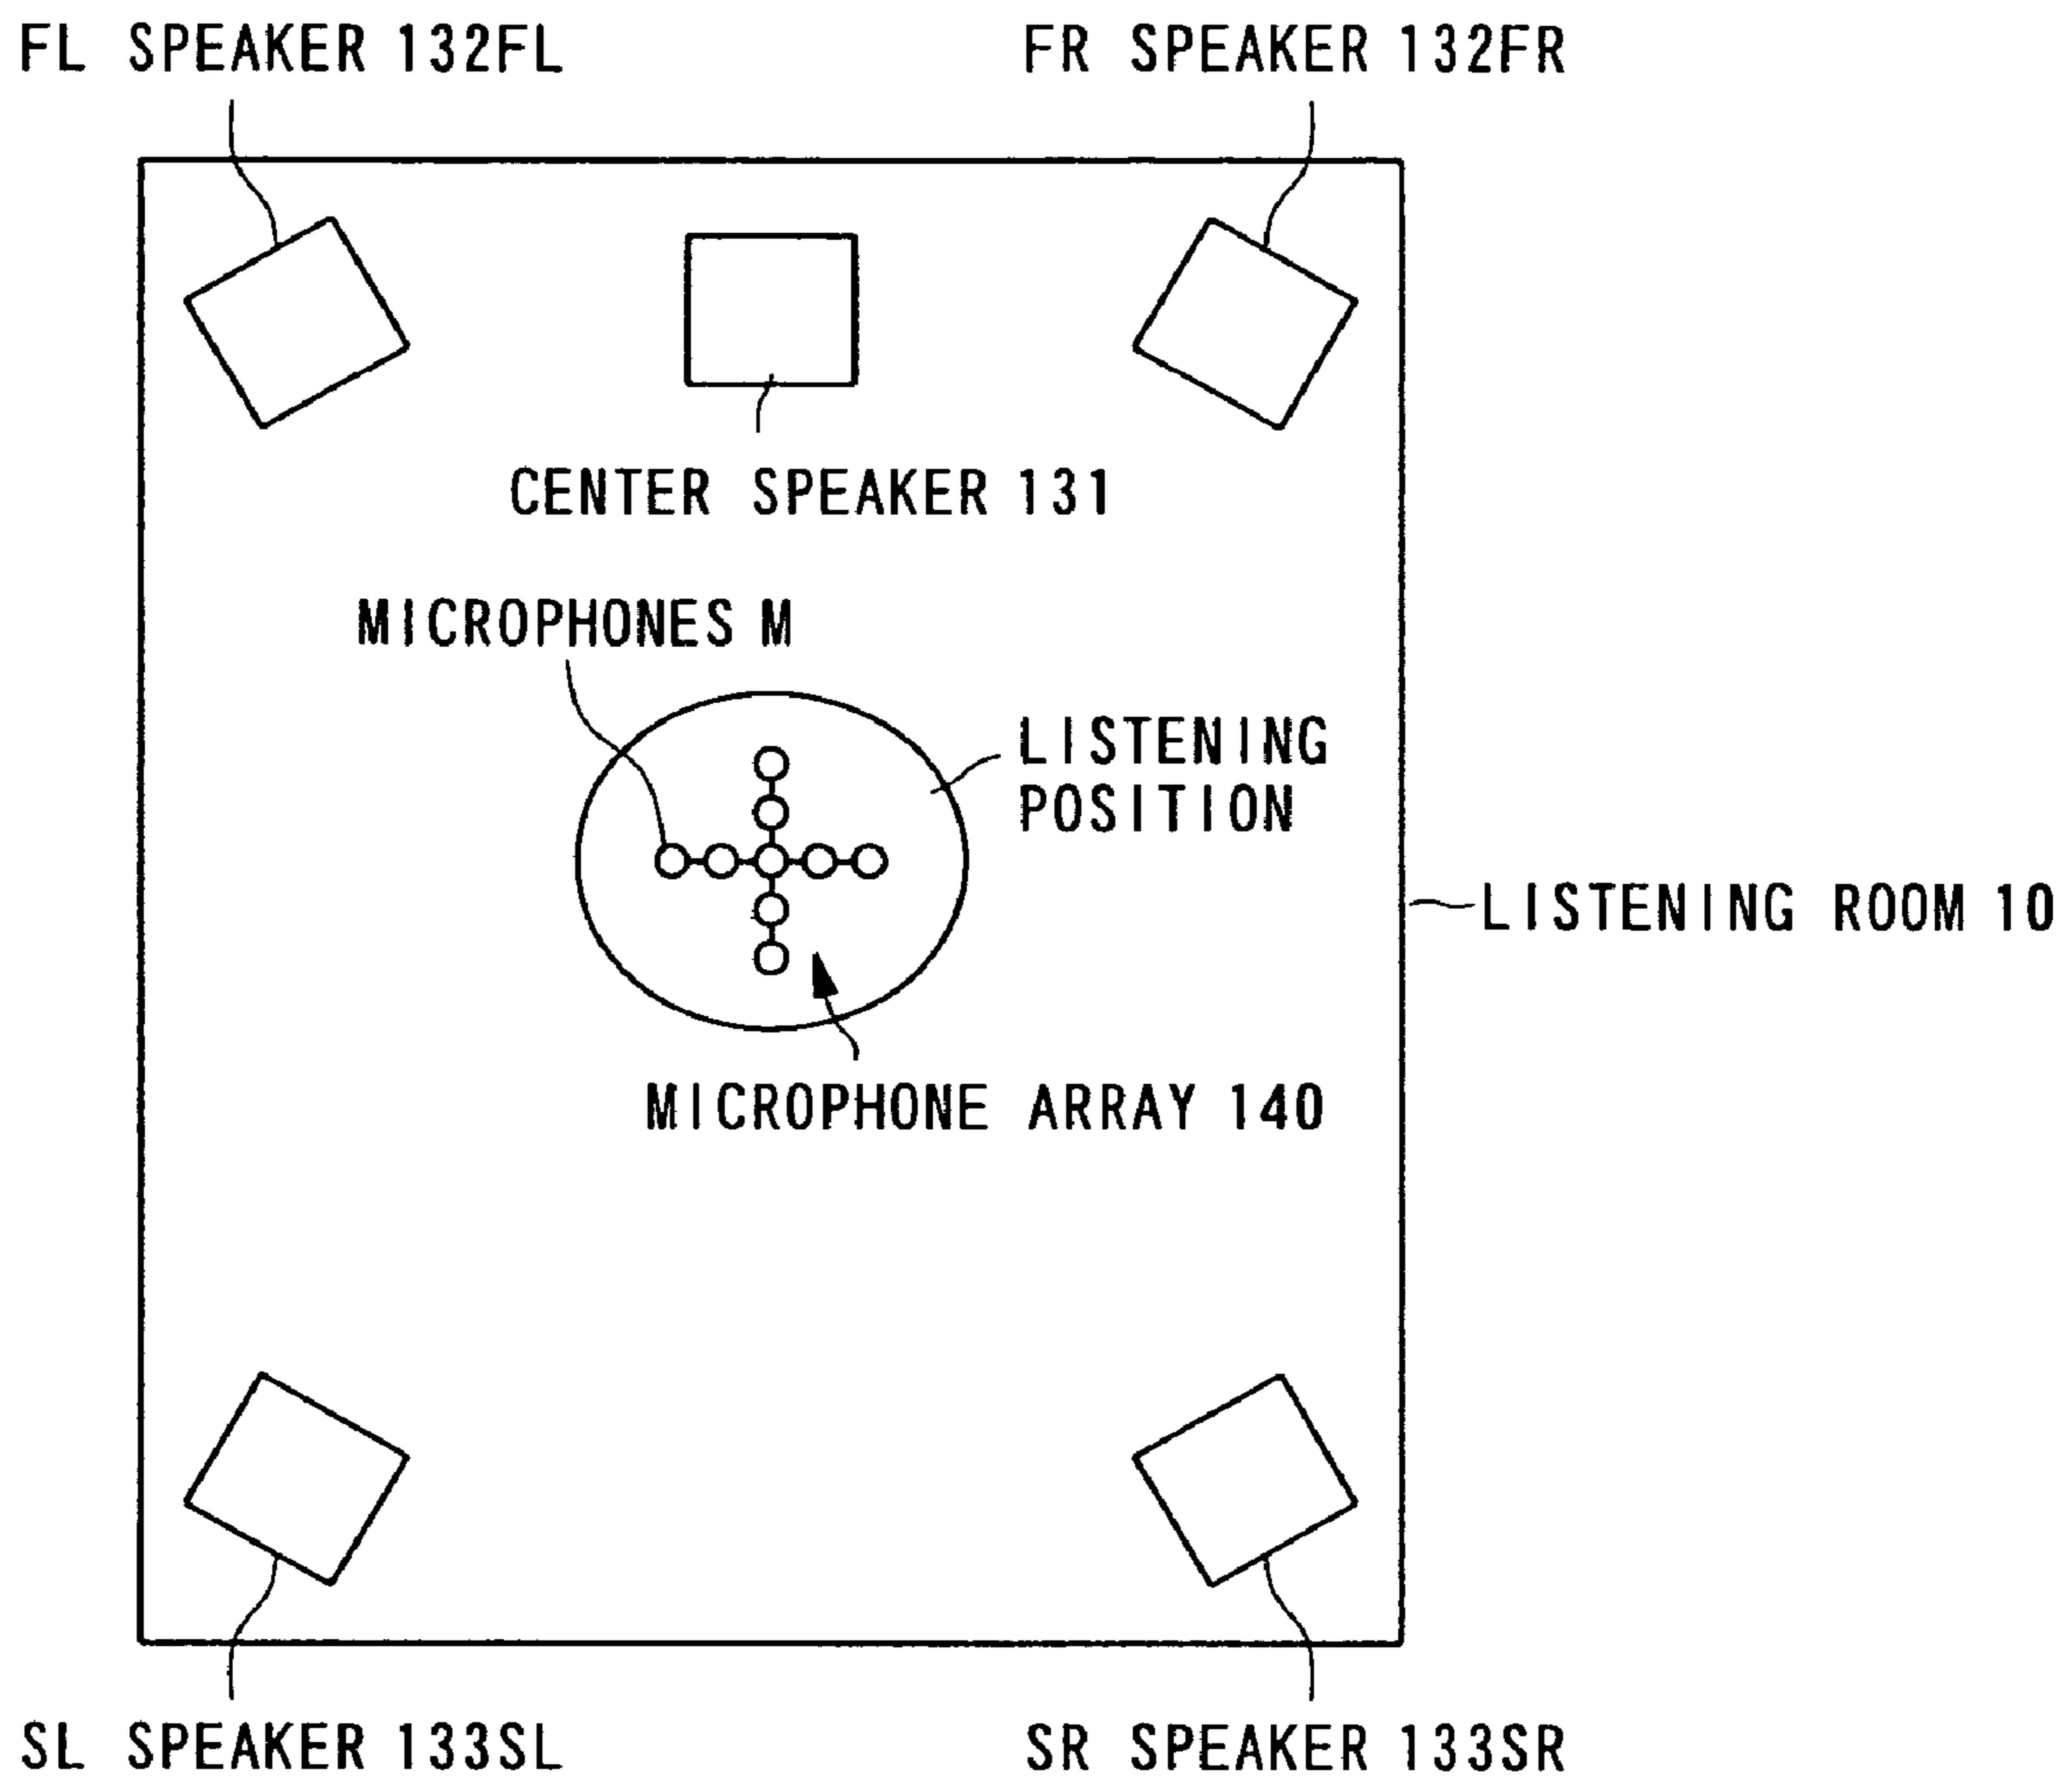 FL SPEAKER 132FL
FR SPEAKER 132FR
CENTER SPEAKER 131
MICROPHONES M
LISTENING
POSITION
LISTENING ROOM 10
MICROPHONE ARRAY 140
SL SPEAKER 133SL
SR SPEAKER 133SR